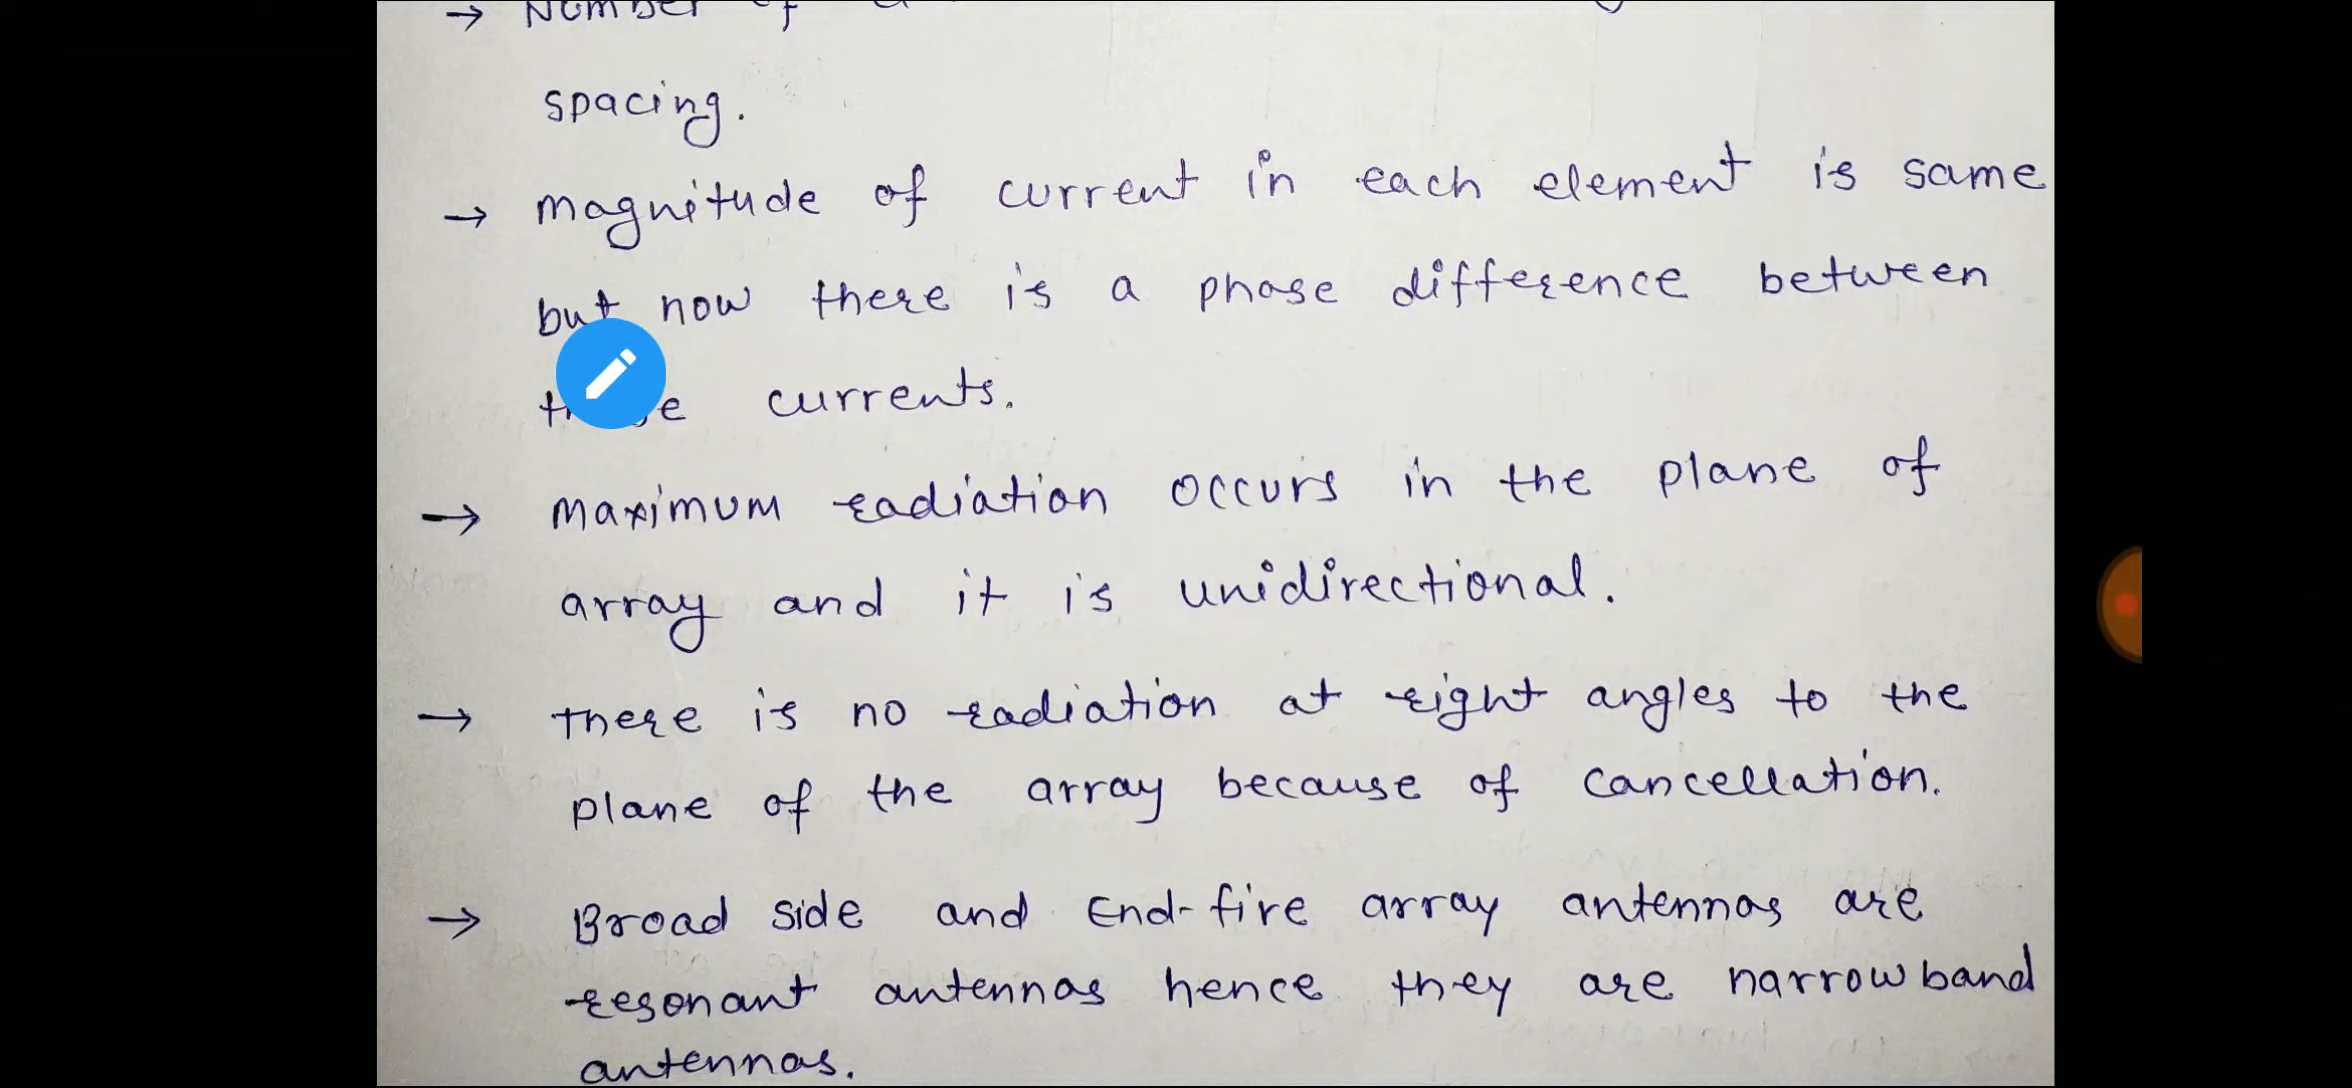 → Number of
spacing.
→ magnitude of current in each element is same
but now there is a phase difference between
currents.
→ maximum radiation occurs in the plane of
array and it is unidirectional.
→ there is no radiation at right angles to the
plane of the array because of cancellation.
→ Broad side and End-fire array antennas are
resonant antennas hence they are narrowband
antennas.